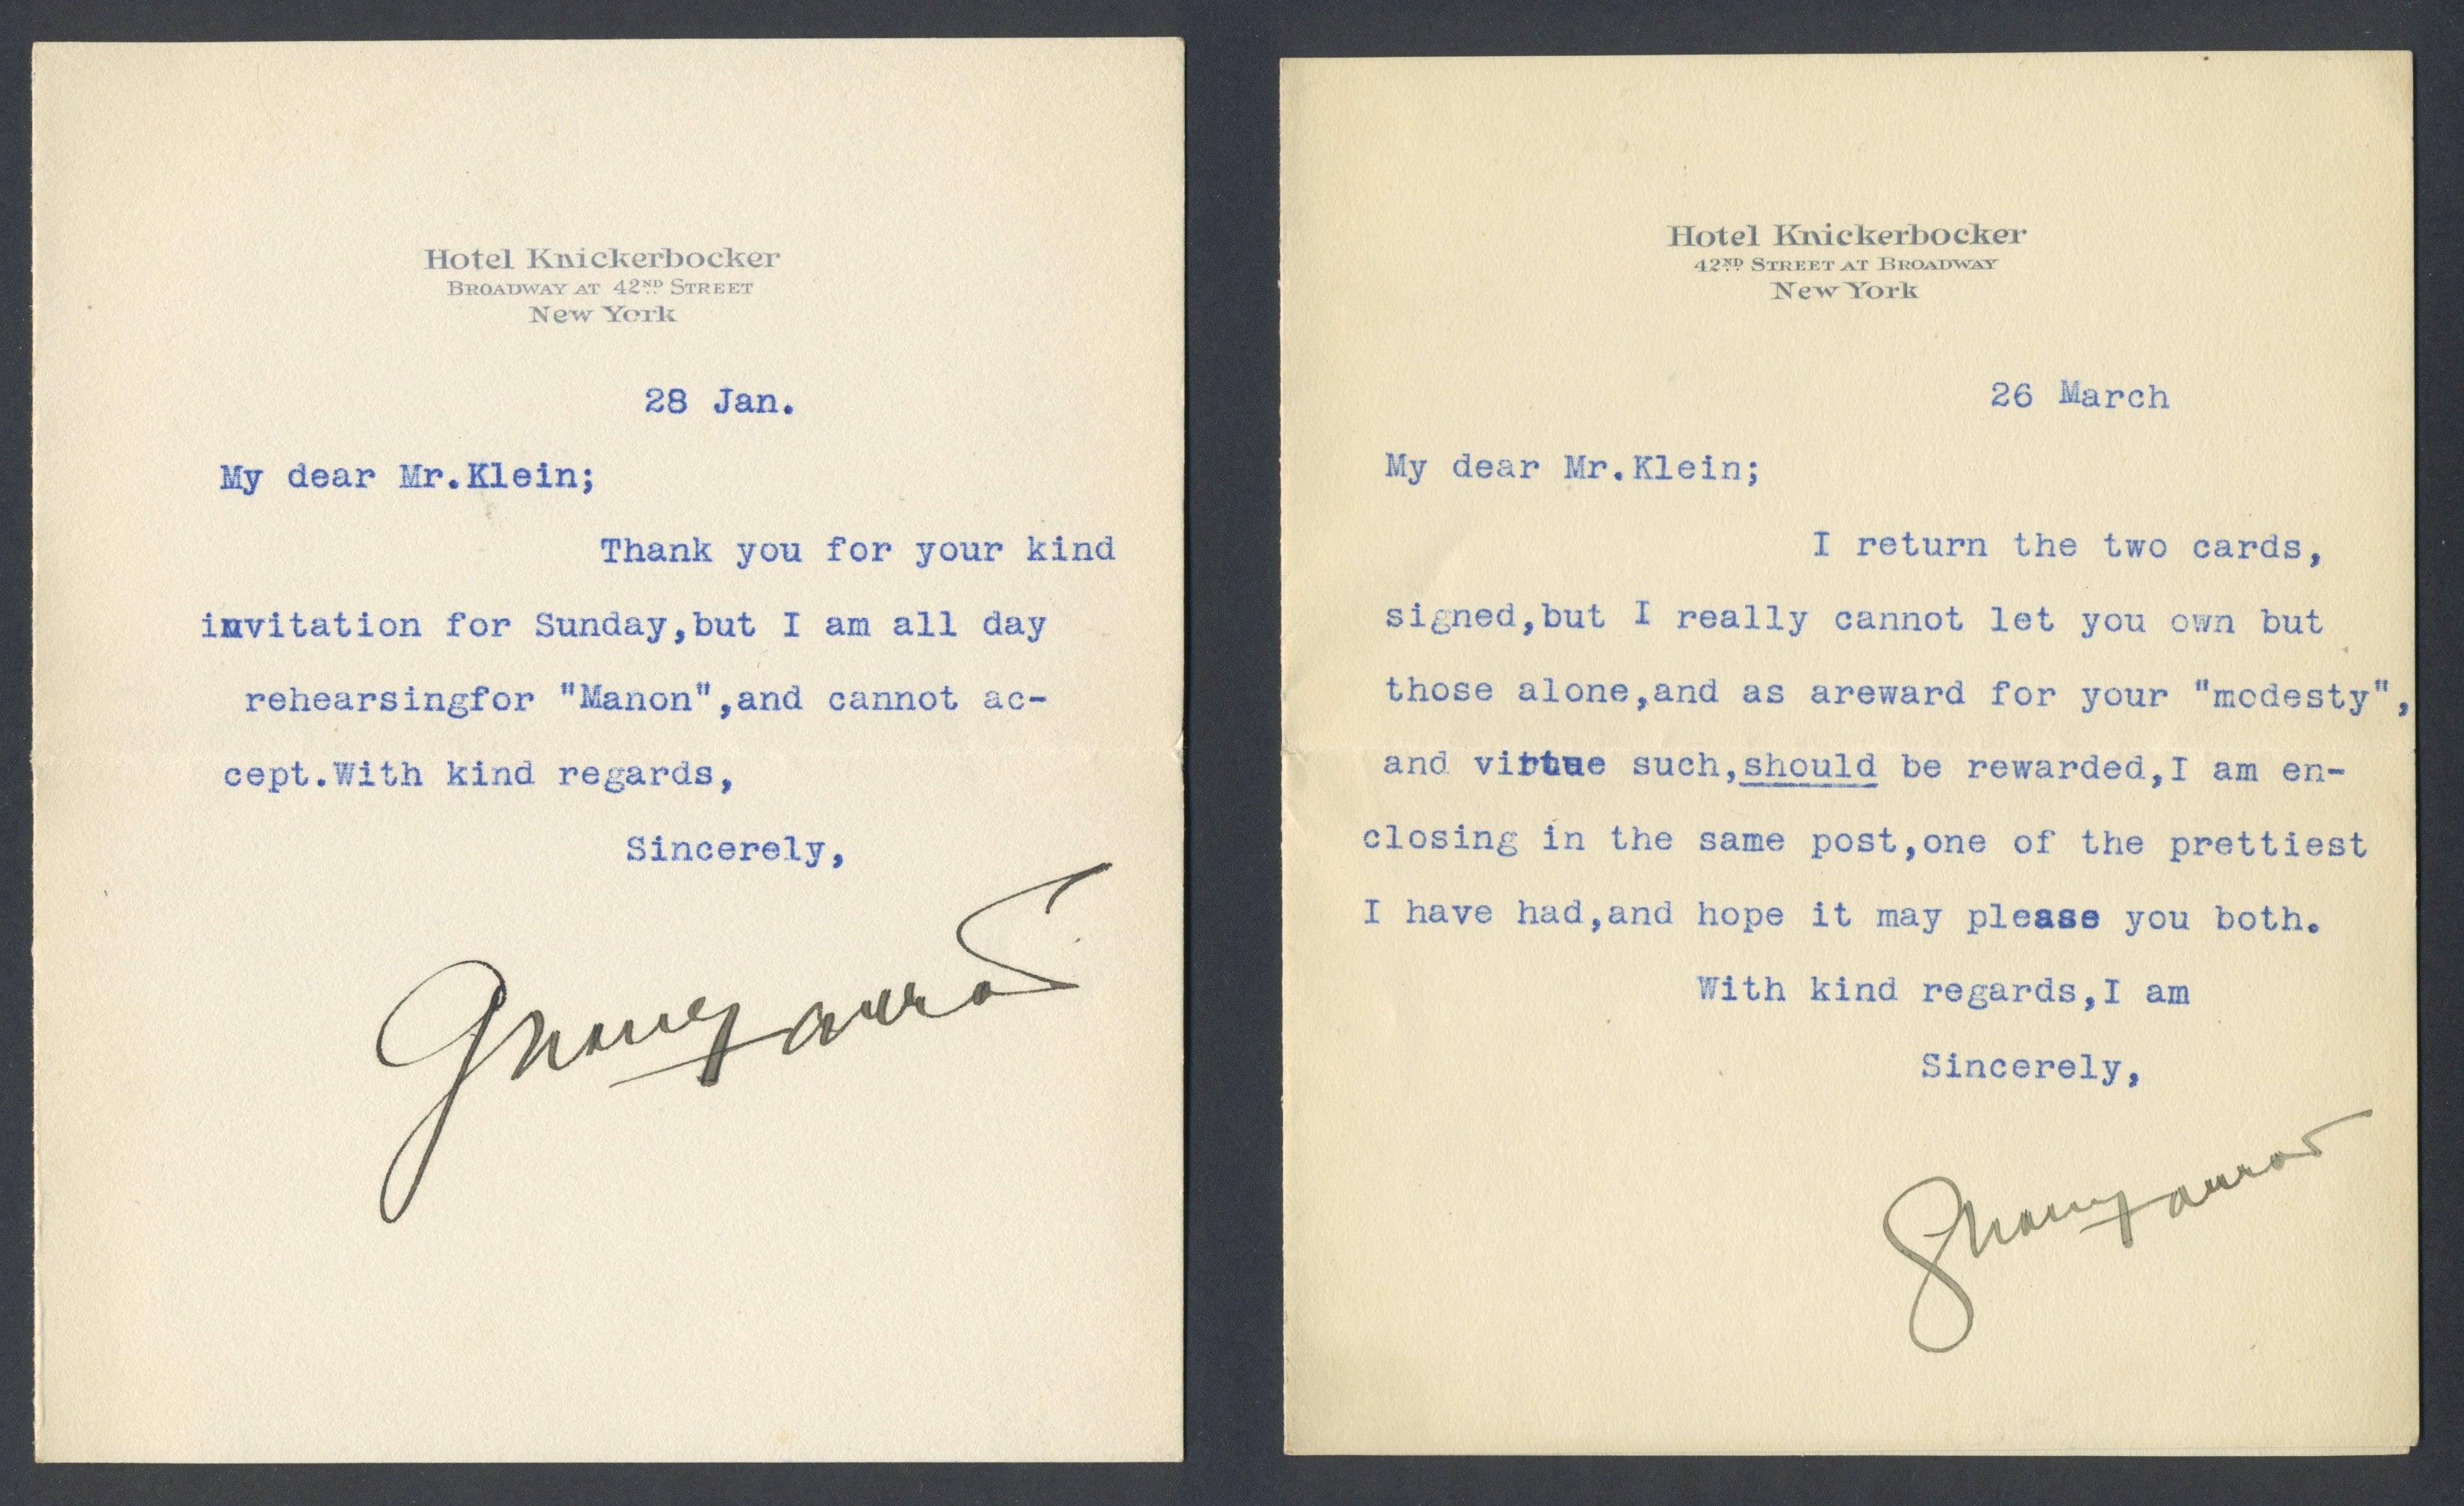 Hotel Knickerbocker
BROADWAY AT 42ND STREET
New York
28 Jan.
My dear Mr.Klein;
Thank you for your kind
invitation for Sunday,but I am all day
rehearsingfor "Manon",and cannot ac-
cept.With kind regards,
Sincerely,
Hotel Knickerbocker
42ND STREET AT BROADWAY
New York
26 March
My dear Mr.Klein;
I return the two cards,
signed,but I really cannot let you own but
those alone,and as areward for your "modesty",
and virtue such,should be rewarded,I am en-
closing in the same post,one of the prettiest
I have had,and hope it may please you both.
With kind regards,I am
Sincerely,